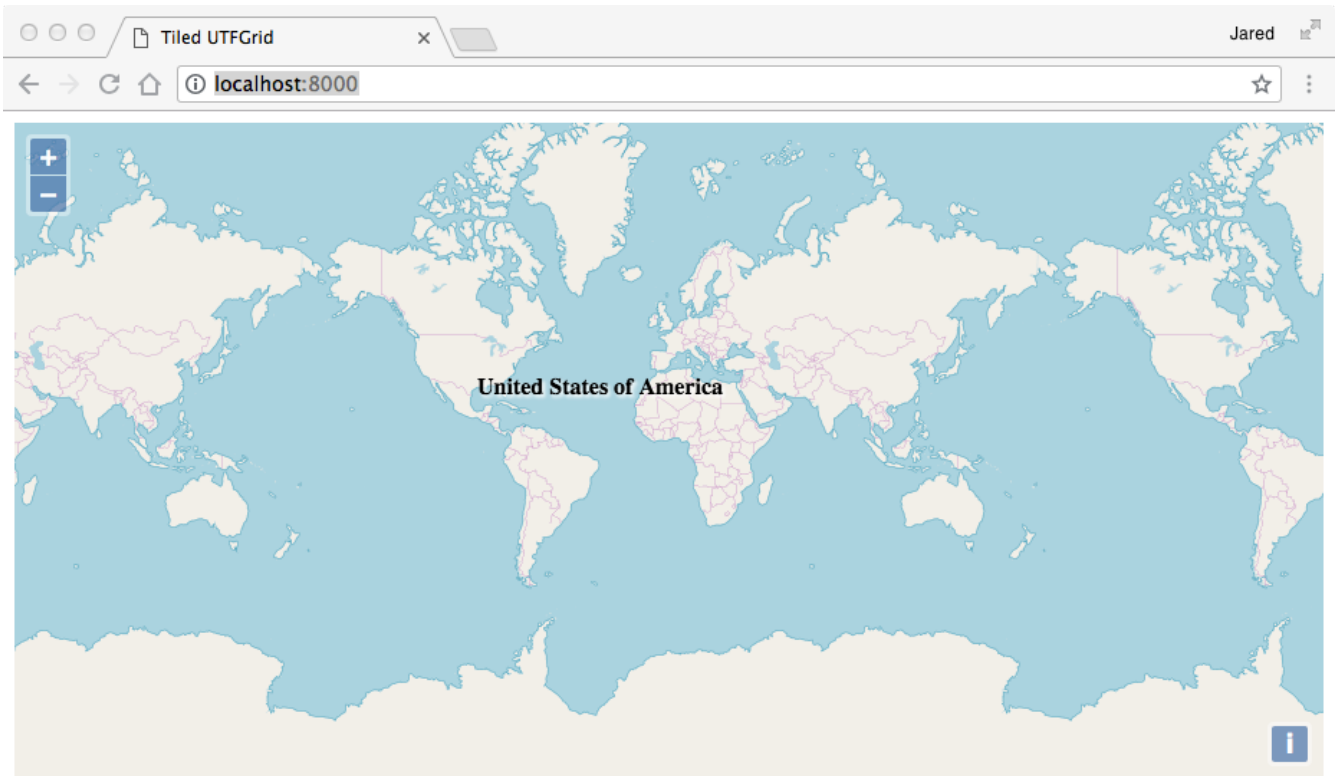 Tiled UTFGrid
Jared
localhost:8000
+
−
United States of America
i